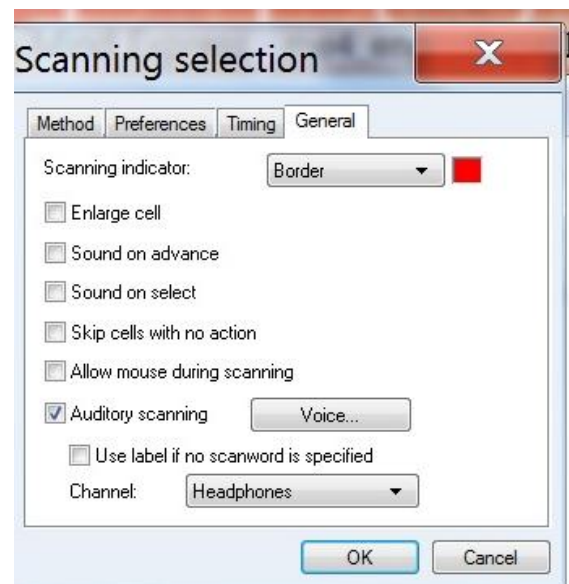 Scanning selection
Method Preferences Timing General
Scanning indicator: Border
Enlarge cell
Sound on advance
Sound on select
Skip cells with no action
Allow mouse during scanning
Auditory scanning Voice...
Use label if no scanword is specified
Channel: Headphones
OK Cancel